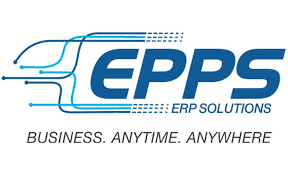 EPPS
ERP SOLUTIONS
BUSINESS. ANYTIME. ANYWHERE